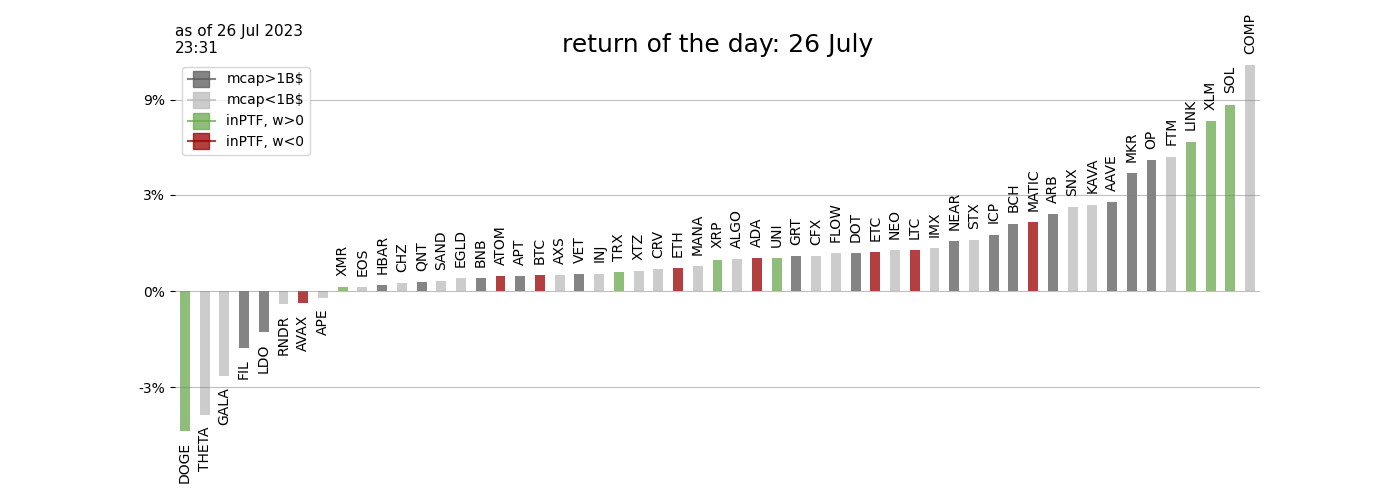 as of 26 Jul 2023
23:31
return of the day: 26 July
mcap>1B$
mcap<1B$
inPTF, w>0
inPTF, w<0
9%
3%
0%
-3%
DOGE
THETA
GALA
FIL
LDO
RNDR
AVAX
APE
XMR
EOS
HBAR
CHZ
QNT
SAND
EGLD
BNB
ATOM
APT
BTC
AXS
VET
INJ
TRX
XTZ
CRV
ETH
MANA
XRP
ALGO
ADA
UNI
GRT
CFX
FLOW
DOT
ETC
NEO
LTC
IMX
NEAR
STX
ICP
BCH
MATIC
ARB
SNX
KAVA
AAVE
MKR
OP
FTM
LINK
XLM
SOL
COMP